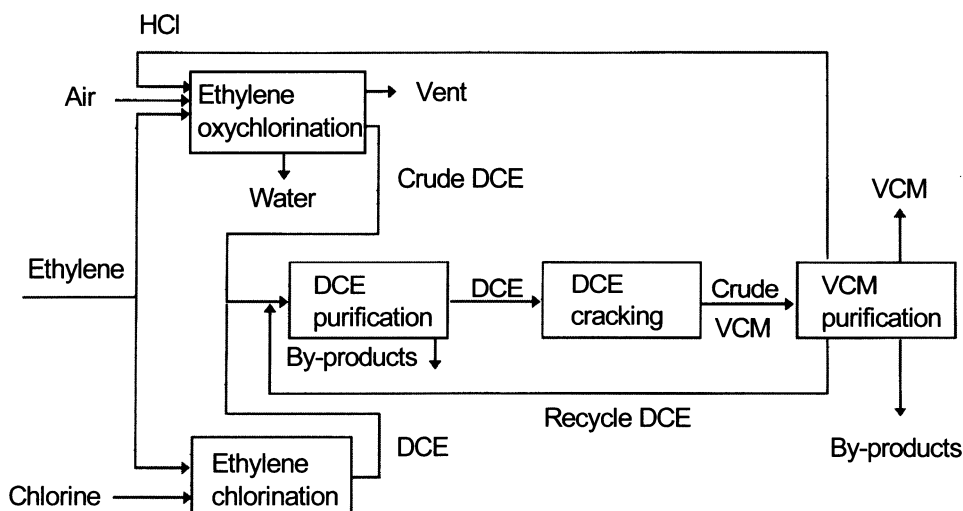 HCl
Air
Ethylene
oxychlorination
Vent
Water
Crude DCE
VCM
Ethylene
DCE
purification
DCE
DCE
cracking
Crude
VCM
VCM
purification
By-products
Recycle DCE
By-products
DCE
Ethylene
chlorination
Chlorine